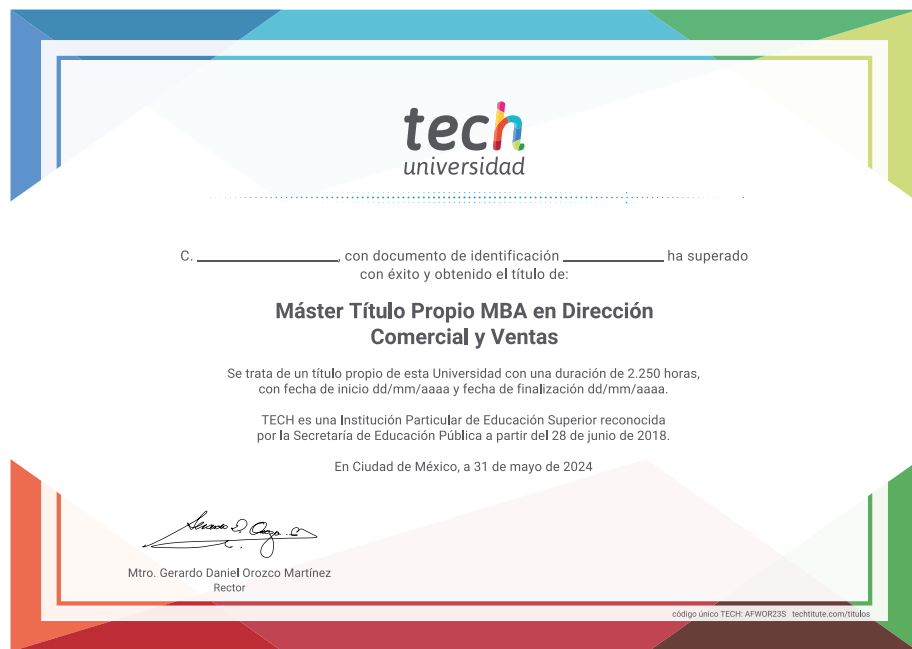 tech
universidad
C. , con documento de identificación ha superado
con éxito y obtenido el título de:
Máster Título Propio MBA en Dirección
Comercial y Ventas
Se trata de un título propio de esta Universidad con una duración de 2.250 horas,
con fecha de inicio dd/mm/aaaa y fecha de finalización dd/mm/aaaa.
TECH es una Institución Particular de Educación Superior reconocida
por la Secretaría de Educación Pública a partir del 28 de junio de 2018.
En Ciudad de México, a 31 de mayo de 2024
Mtro. Gerardo Daniel Orozco Martínez
Rector
código único TECH: AFWOR23S techtitute.com/titulos